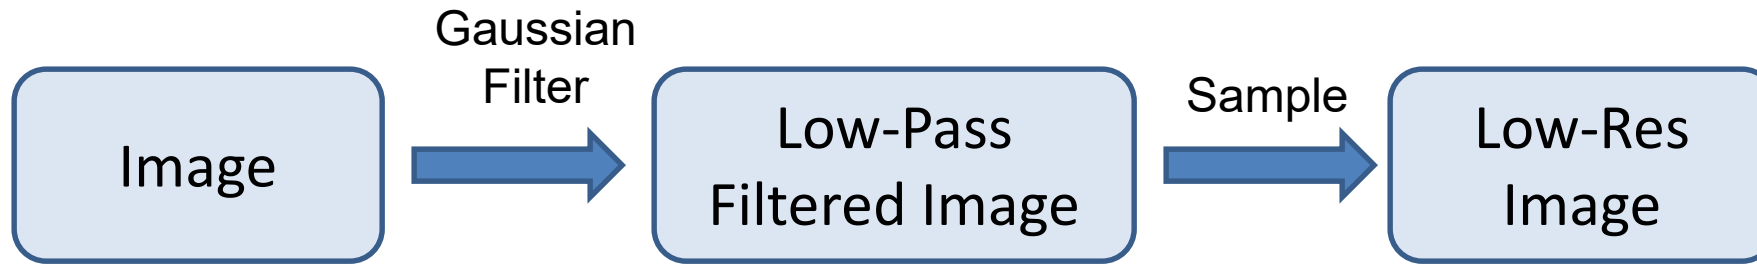 Image
Gaussian
Filter
Low-Pass
Filtered Image
Sample
Low-Res
Image